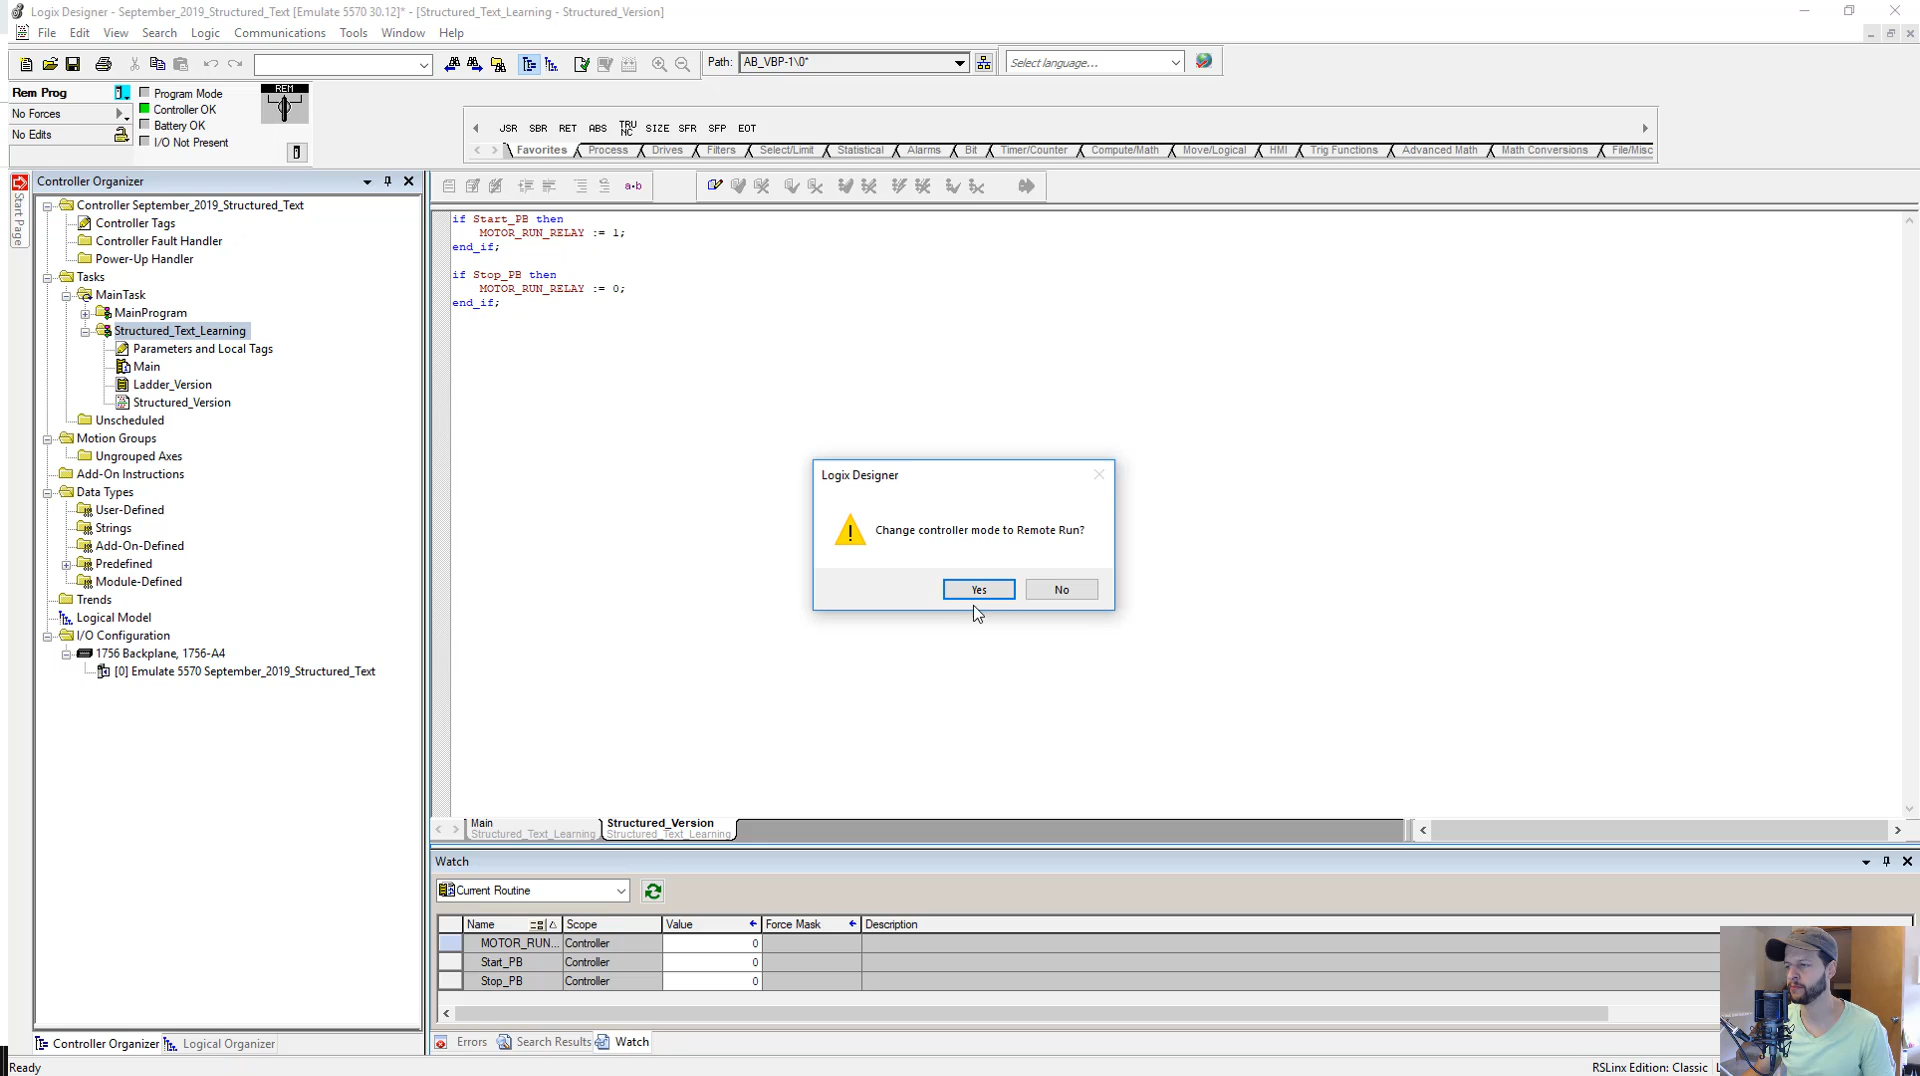 Logix Designer - September_2019_Structured_Text [Emulate 5570 30.12]* - [Structured_Text_Learning - Structured_Version]
File Edit View Search Logic Communications Tools Window Help
Path: AB_VBP-1\0* Select language...
Rem Prog Program Mode REM
No Forces Controller OK
No Edits Battery OK
I/O Not Present
JSR SBR RET ABS TRUNC SIZE SFR SFP EOT
Favorites Process Drives Filters Select/Limit Statistical Alarms Bit Timer/Counter Compute/Math Move/Logical HMI Trig Functions Advanced Math Math Conversions File/Misc
Start Page
Controller Organizer
Controller September_2019_Structured_Text
Controller Tags
Controller Fault Handler
Power-Up Handler
Tasks
MainTask
MainProgram
Structured_Text_Learning
Parameters and Local Tags
Main
Ladder_Version
Structured_Version
Unscheduled
Motion Groups
Ungrouped Axes
Add-On Instructions
Data Types
User-Defined
Strings
Add-On-Defined
Predefined
Module-Defined
Trends
Logical Model
I/O Configuration
1756 Backplane, 1756-A4
[0] Emulate 5570 September_2019_Structured_Text
Controller Organizer Logical Organizer
a+b
if Start_PB then
MOTOR_RUN_RELAY := 1;
end_if;
if Stop_PB then
MOTOR_RUN_RELAY := 0;
end_if;
Logix Designer
Change controller mode to Remote Run?
Yes No
Main Structured_Version
Structured_Text_Learning Structured_Text_Learning
Watch
Current Routine
Name Scope Value Force Mask Description
MOTOR_RUN... Controller 0
Start_PB Controller 0
Stop_PB Controller 0
Errors Search Results Watch
Ready RSLinx Edition: Classic